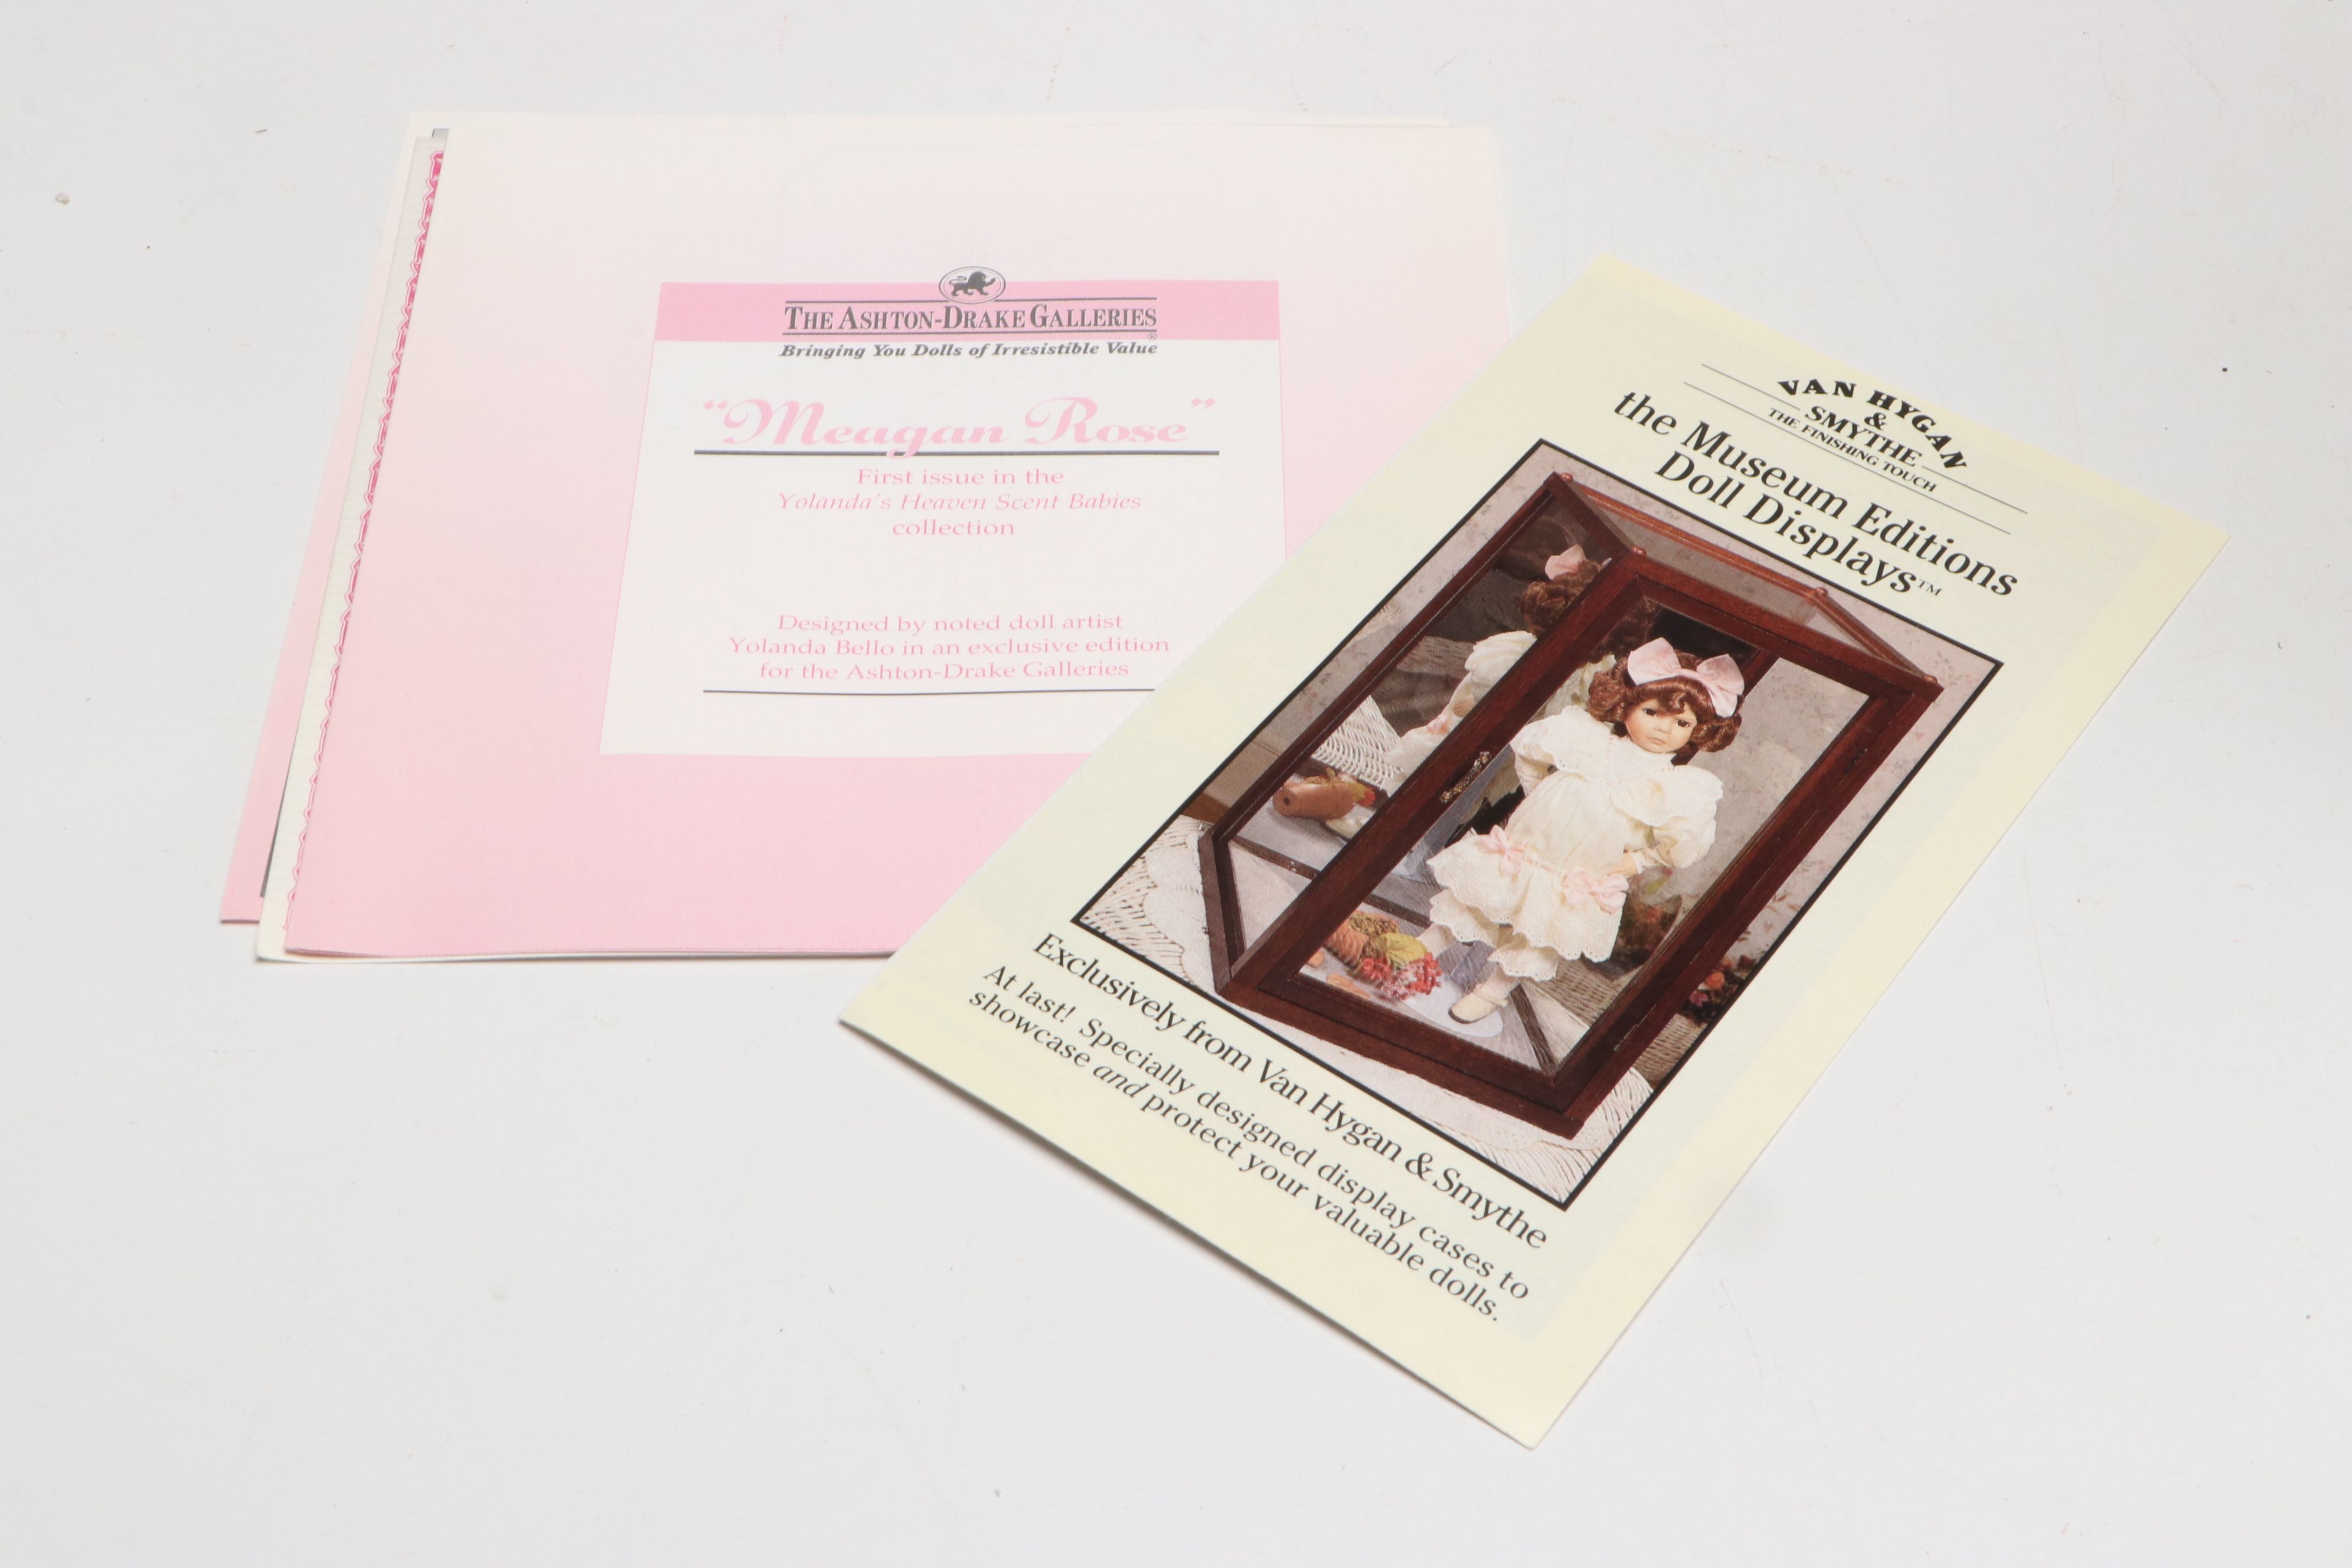 THE ASHTON-DRAKE GALLERIES
®
Bringing You Dolls of Irresistible Value
"Meagan Rose"
First issue in the
Yolanda's Heaven Scent Babies
collection
Designed by noted doll artist
Yolanda Bello in an exclusive edition
for the Ashton-Drake Galleries
VAN HYGAN
&
SMYTHE
THE FINISHING TOUCH
the Museum Editions
Doll Displays™
Exclusively from Van Hygan & Smythe
At last! Specially designed display cases to
showcase and protect your valuable dolls.